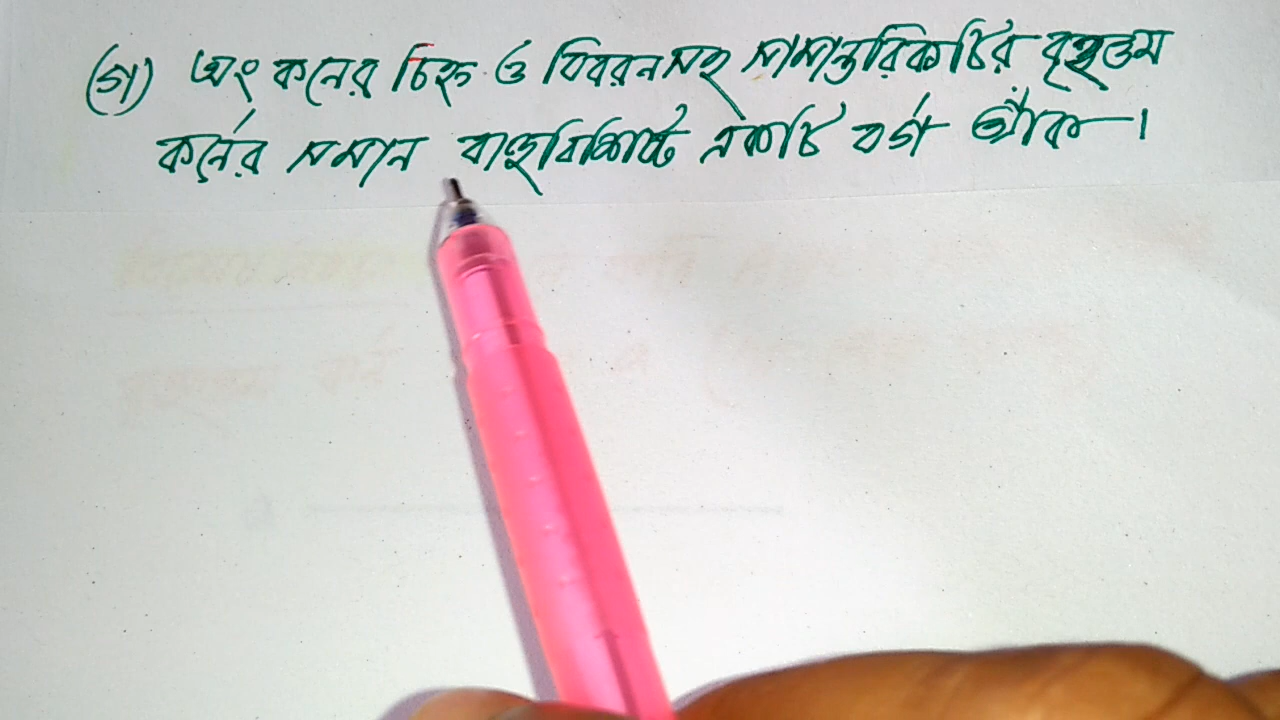 (গ) অংকনের চিহ্ন ও বিবরনসহ সামান্তরিকটির বৃহত্তম
কর্নের সমান বাহুবিশিষ্ট একটি বর্গ আঁক।